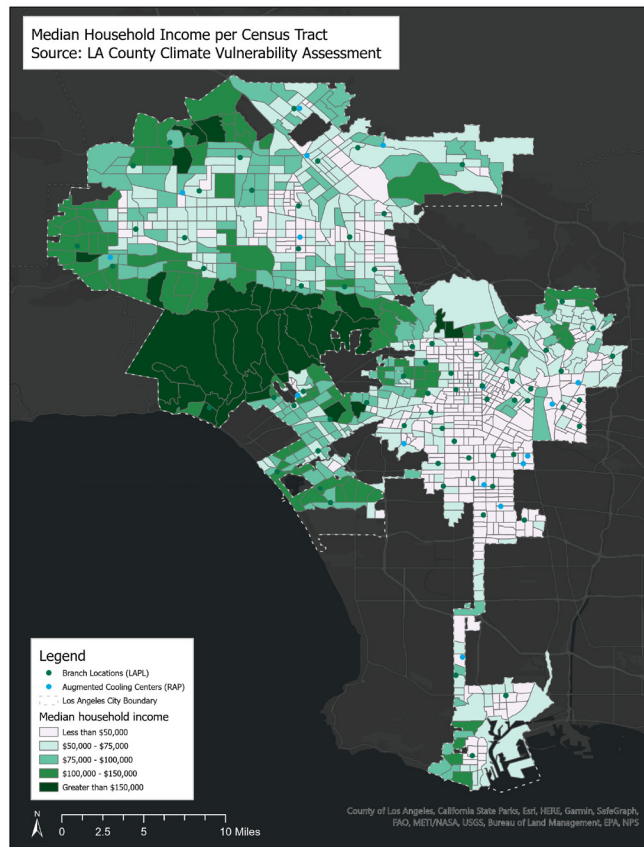 Median Household Income per Census Tract
Source: LA County Climate Vulnerability Assessment
Legend
Branch Locations (LAPL)
Augmented Cooling Centers (RAP)
Los Angeles City Boundary
Median household income
Less than $50,000
$50,000 - $75,000
$75,000 - $100,000
$100,000 - $150,000
Greater than $150,000
N
0 2.5 5 10 Miles
County of Los Angeles, California State Parks, Esri, HERE, Garmin, SafeGraph,
FAO, METI/NASA, USGS, Bureau of Land Management, EPA, NPS